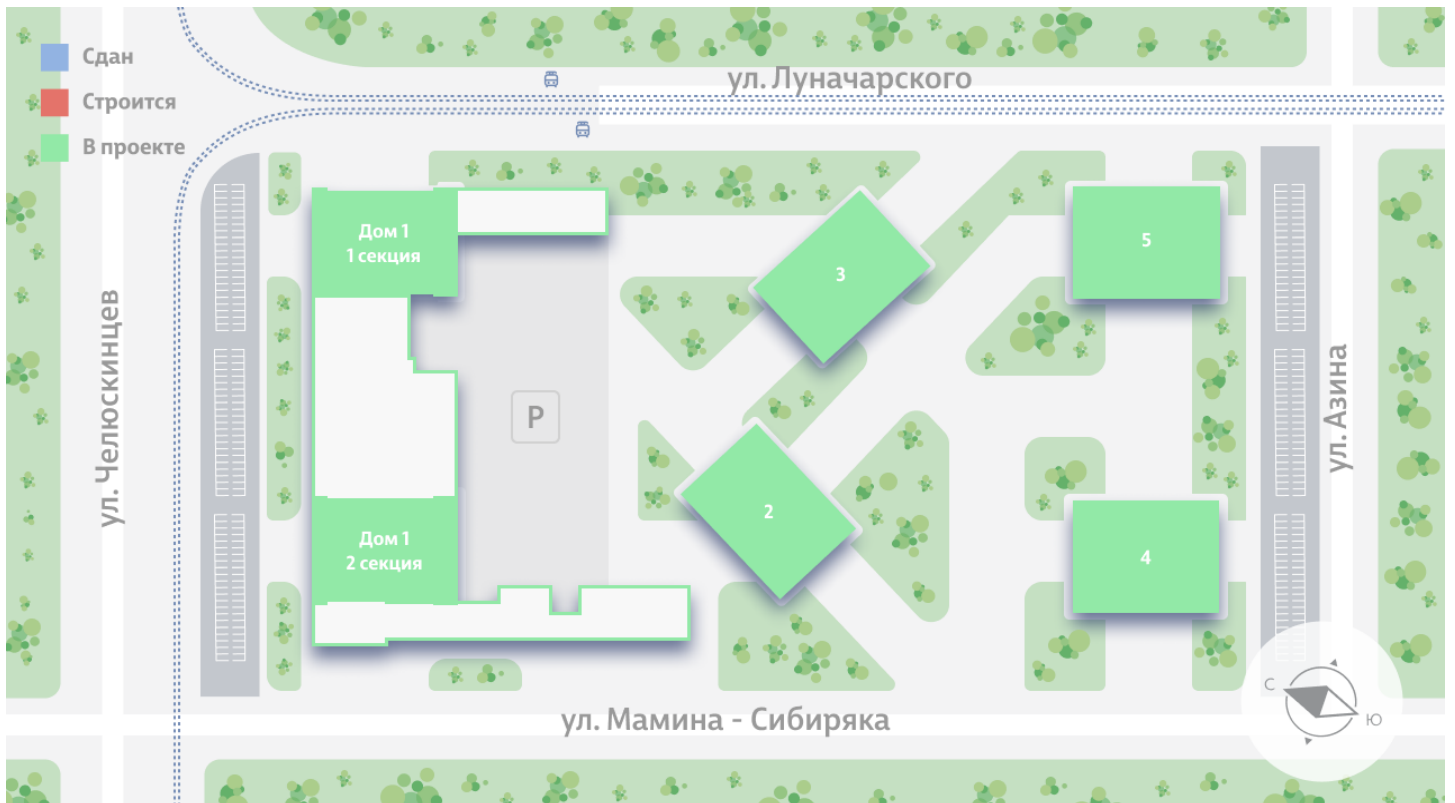 Сдан
Строится
В проекте
ул. Луначарского
Дом 1
1 секция
3
5
ул. Челюскинцев
P
ул. Азина
2
Дом 1
2 секция
4
С
Ю
ул. Мамина - Сибиряка